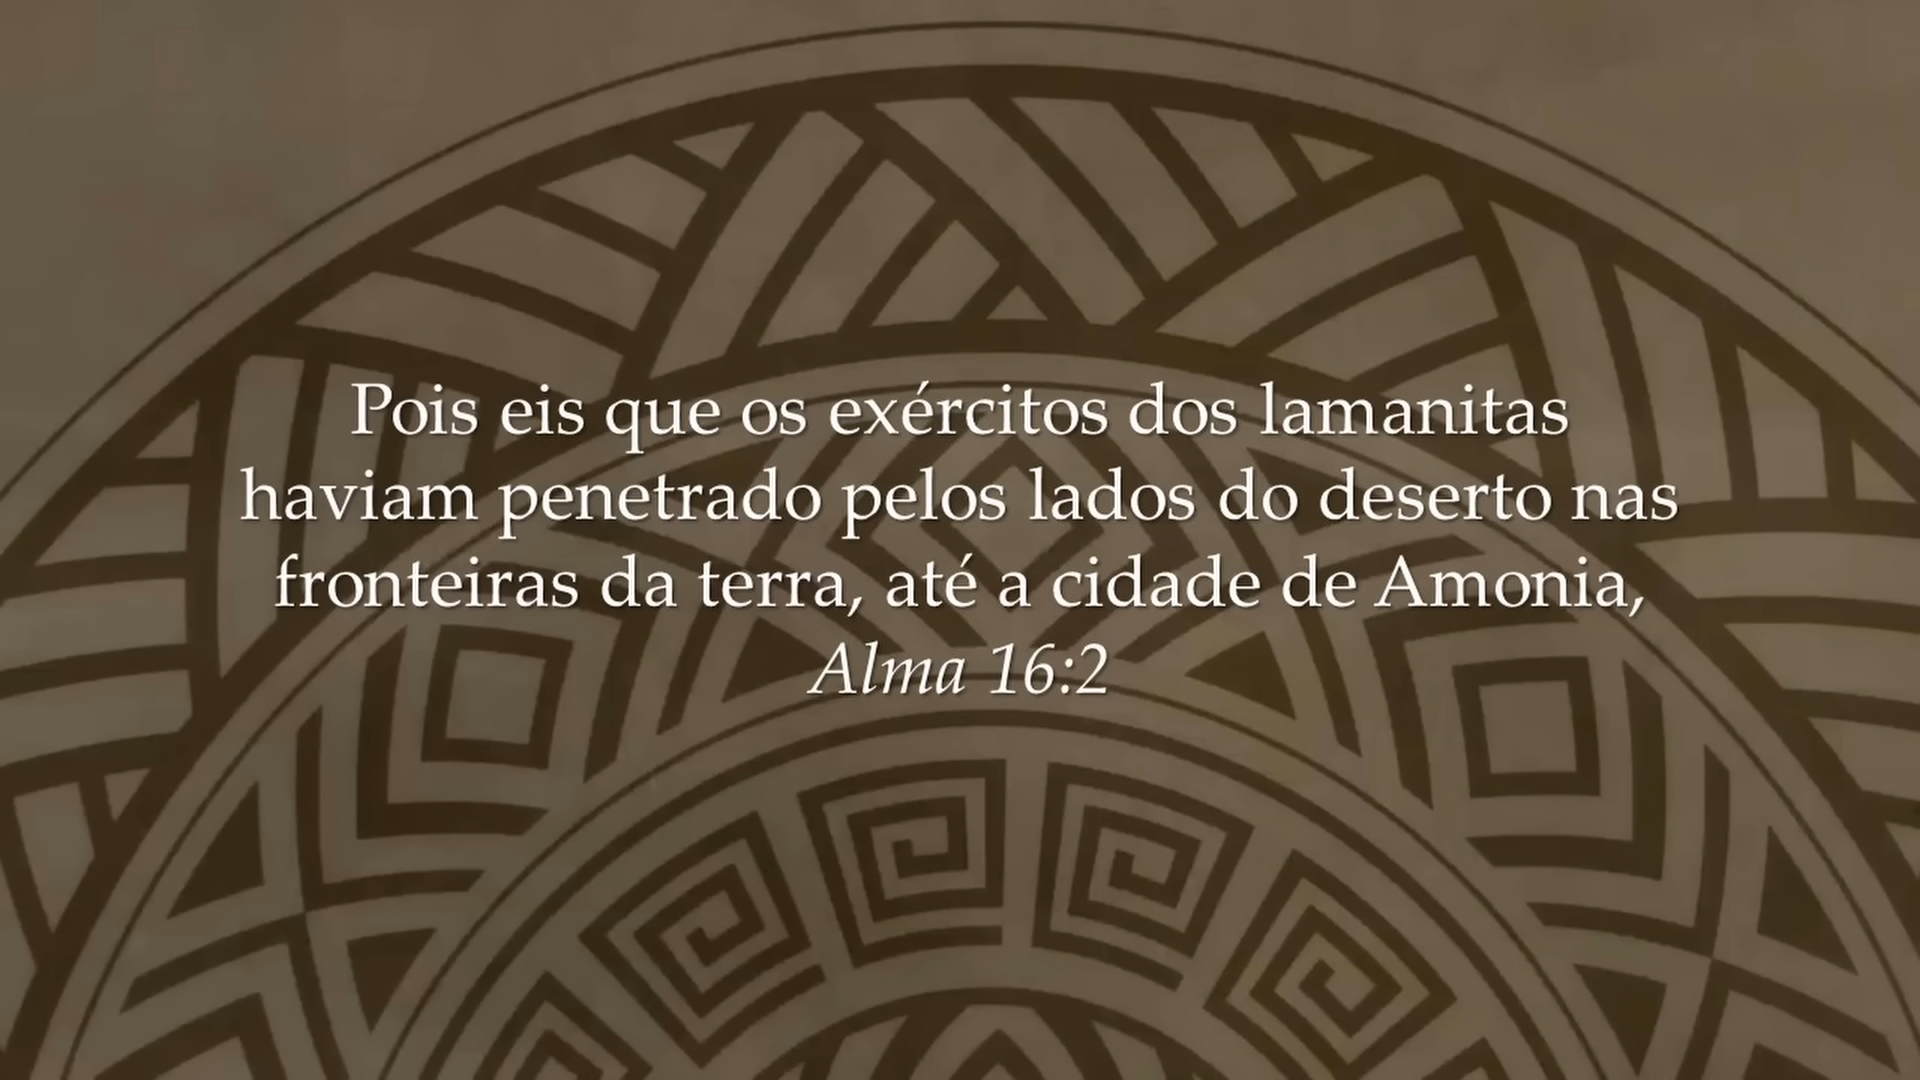 Pois eis que os exércitos dos lamanitas
haviam penetrado pelos lados do deserto nas
fronteiras da terra, até a cidade de Amonia,
Alma 16:2